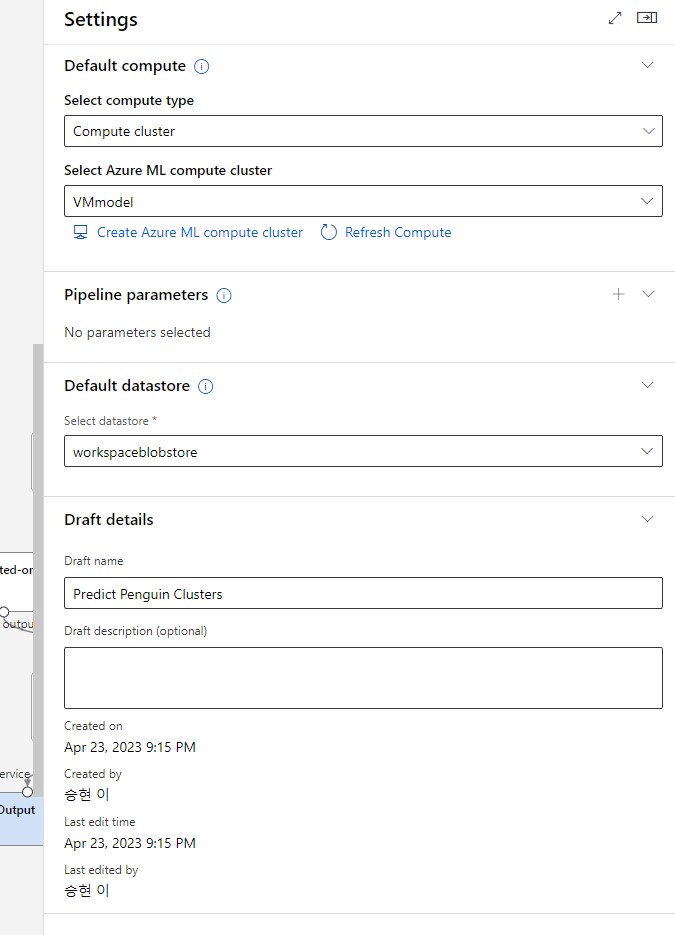 Settings
Default compute
Select compute type
Compute cluster
Select Azure ML compute cluster
VMmodel
Create Azure ML compute cluster Refresh Compute
Pipeline parameters
No parameters selected
Default datastore
Select datastore *
workspaceblobstore
Draft details
Draft name
ted-or
Predict Penguin Clusters
outpu
Draft description (optional)
Created on
Apr 23, 2023 9:15 PM
ervice
Created by
승현 이
Output
Last edit time
Apr 23, 2023 9:15 PM
Last edited by
승현 이